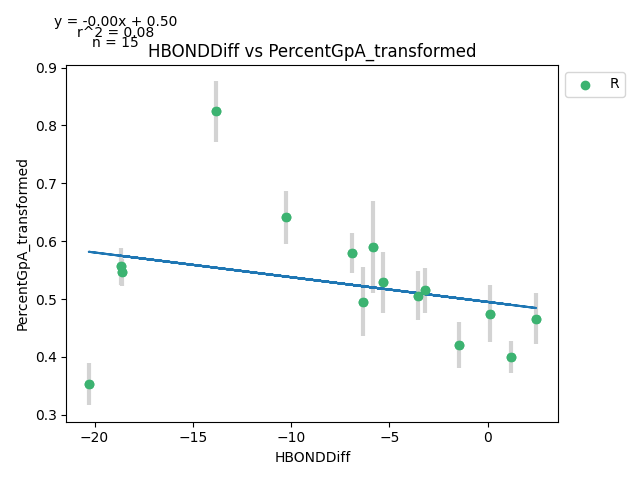 y = -0.00x + 0.50
r^2 = 0.08
n = 15
HBONDDiff vs PercentGpA_transformed
R
PercentGpA_transformed
0.9
0.8
0.7
0.6
0.5
0.4
0.3
−20
−15
−10
−5
0
HBONDDiff